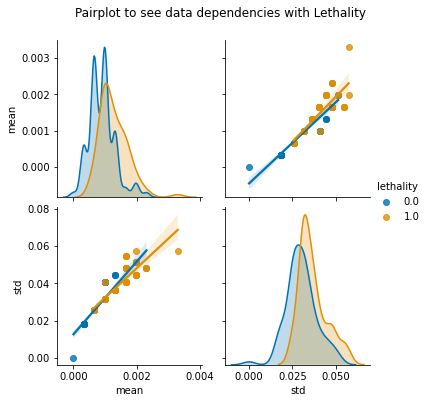 Pairplot to see data dependencies with Lethality
0.003
0.002
0.001
0.000
mean
lethality
0.0
1.0
0.08
0.06
0.04
0.02
0.00
std
0.000 0.002 0.004
mean
0.000 0.025 0.050
std